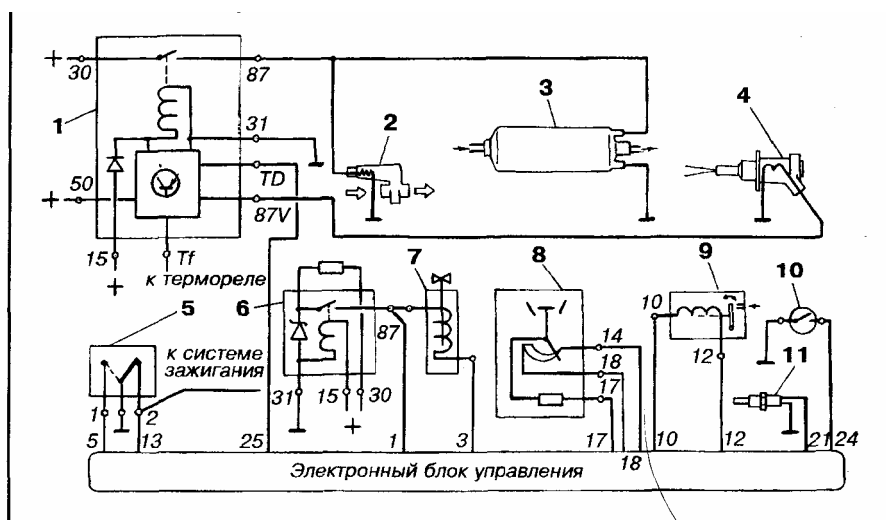 + 30 87
1 2 3 4
31
+ 50 TD
87V
15 Tf
+ к термореле
5 6 7 8 9 10
10
14
87
к системе зажигания
12
18
11
31 15 30 17
+
1 2
5 13 25 1 3 17 18 10 12 21 24
Электронный блок управления